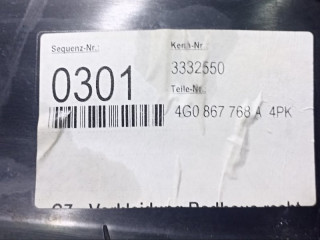 Sequenz-Nr.:
0301
Kenn-Nr.
3332550
Teile-Nr.
4G0 867 768 A 4PK